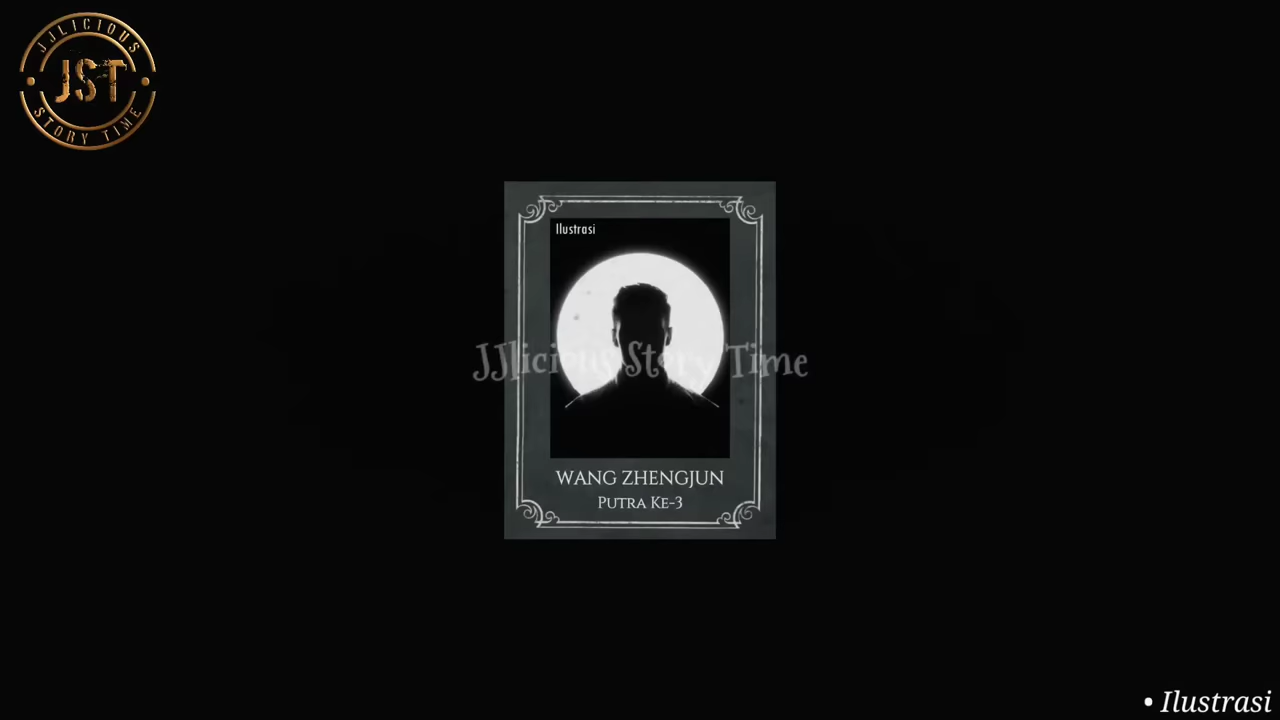 JJLICIOUS
JST
STORY TIME
Ilustrasi
JJlicious Story Time
WANG ZHENGJUN
PUTRA KE-3
• Ilustrasi